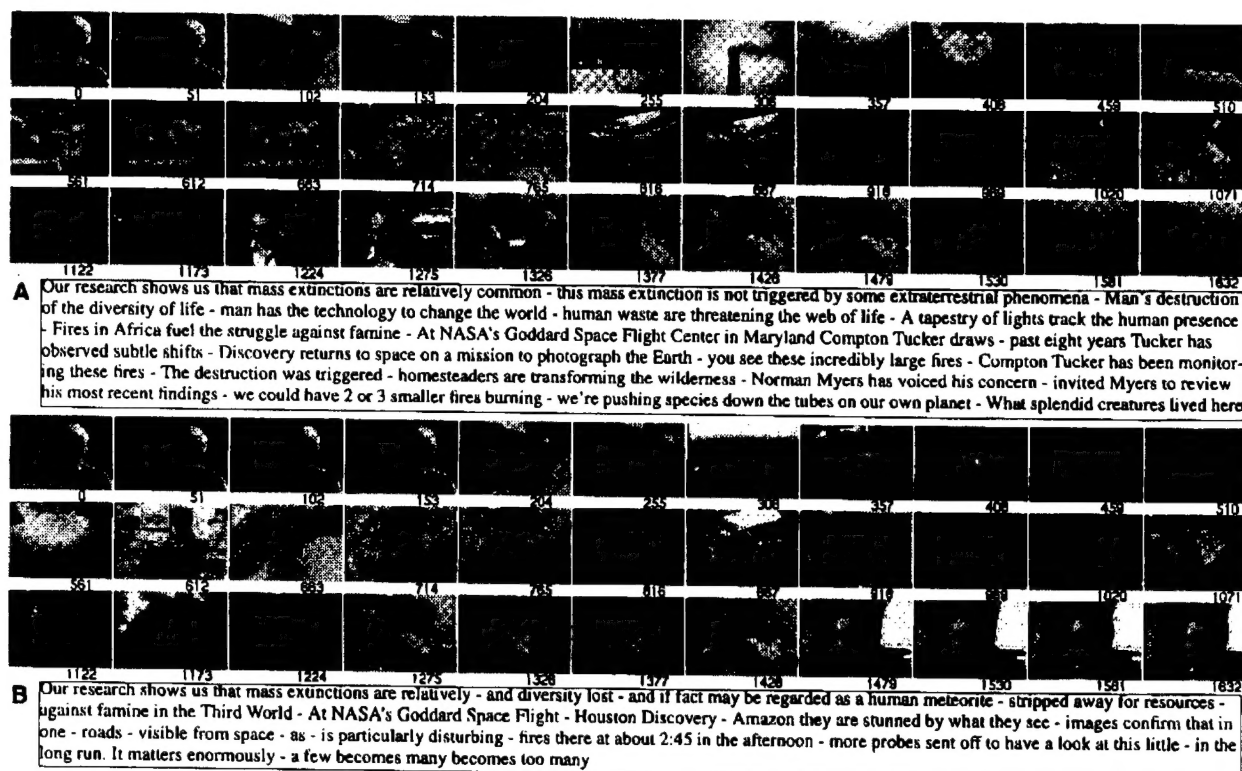 0 51 102 153 204 255 306 357 408 459 510
561 612 663 714 765 816 867 918 969 1020 1071
1122 1173 1224 1275 1326 1377 1428 1479 1530 1581 1632
A Our research shows us that mass extinctions are relatively common - this mass extinction is not triggered by some extraterrestrial phenomena - Man's destruction
of the diversity of life - man has the technology to change the world - human waste are threatening the web of life - A tapestry of lights track the human presence
- Fires in Africa fuel the struggle against famine - At NASA's Goddard Space Flight Center in Maryland Compton Tucker draws - past eight years Tucker has
observed subtle shifts - Discovery returns to space on a mission to photograph the Earth - you see these incredibly large fires - Compton Tucker has been monitor-
ing these fires - The destruction was triggered - homesteaders are transforming the wilderness - Norman Myers has voiced his concern - invited Myers to review
his most recent findings - we could have 2 or 3 smaller fires burning - we're pushing species down the tubes on our own planet - What splendid creatures lived here
0 51 102 153 204 255 306 357 408 459 510
561 612 663 714 765 816 867 918 969 1020 1071
1122 1173 1224 1275 1326 1377 1428 1479 1530 1581 1632
B Our research shows us that mass extinctions are relatively - and diversity lost - and if fact may be regarded as a human meteorite - stripped away for resources -
against famine in the Third World - At NASA's Goddard Space Flight - Houston Discovery - Amazon they are stunned by what they see - images confirm that in
one - roads - visible from space - as - is particularly disturbing - fires there at about 2:45 in the afternoon - more probes sent off to have a look at this little - in the
long run. It matters enormously - a few becomes many becomes too many